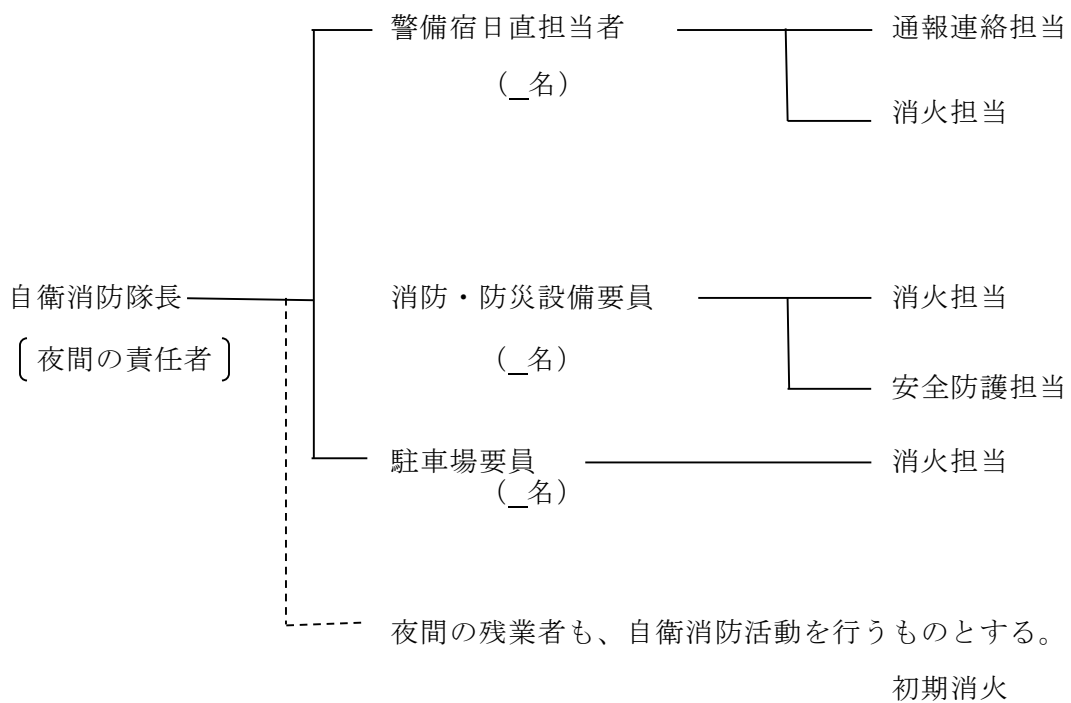 警備宿日直担当者
通報連絡担当
（_名）
消火担当
自衛消防隊長
消防・防災設備要員
消火担当
〔夜間の責任者〕
（_名）
安全防護担当
駐車場要員
消火担当
（_名）
夜間の残業者も、自衛消防活動を行うものとする。
初期消火